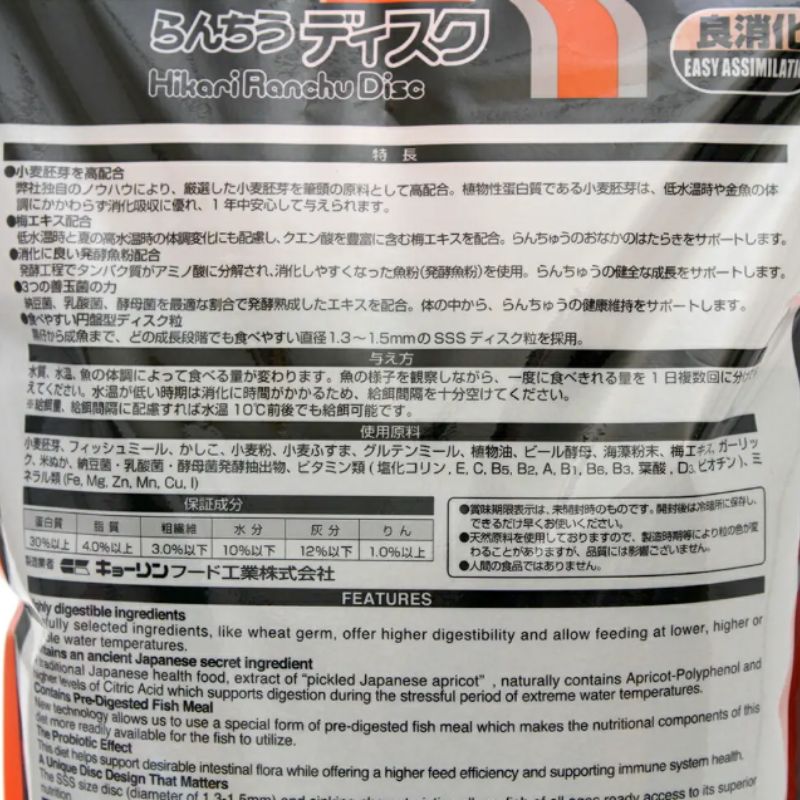 らんちうディスク
Hikari Ranchu Disc
良消化
EASY ASSIMILATI
特長
●小麦胚芽を高配合
弊社独自のノウハウにより、厳選した小麦胚芽を筆頭の原料として高配合。植物性蛋白質である小麦胚芽は、低水温時や金魚の体
調にかかわらず消化吸収に優れ、1年中安心して与えられます。
●梅エキス配合
低水温時と夏の高水温時の体調変化にも配慮し、クエン酸を豊富に含む梅エキスを配合。らんちゅうのおなかのはたらきをサポートします。
●消化に良い発酵魚粉配合
発酵工程でタンパク質がアミノ酸に分解され、消化しやすくなった魚粉(発酵魚粉)を使用。らんちゅうの健全な成長をサポートします。
●3つの善玉菌の力
納豆菌、乳酸菌、酵母菌を最適な割合で発酵熟成したエキスを配合。体の中から、らんちゅうの健康維持をサポートします。
●食べやすい円盤型ディスク粒
仔から成魚まで、どの成長段階でも食べやすい直径1.3〜1.5mmのSSSディスク粒を採用。
与え方
水質、水温、魚の体調によって食べる量が変わります。魚の様子を観察しながら、一度に食べきれる量を1日複数回に分け
えてください。水温が低い時期は消化に時間がかかるため、給餌間隔を十分空けてください。
※給餌量、給餌間隔に配慮すれば水温10℃前後でも給餌可能です。
使用原料
小麦胚芽、フィッシュミール、かしこ、小麦粉、小麦ふすま、グルテンミール、植物油、ビール酵母、海藻粉末、梅エキス、ガーリッ
ク、米ぬか、納豆菌・乳酸菌・酵母菌発酵抽出物、ビタミン類(塩化コリン, E, C, B5, B2, A, B1, B6, B3, 葉酸, D3, ビオチン)、ミ
ネラル類(Fe, Mg, Zn, Mn, Cu, I)
保証成分
蛋白質 脂質 粗繊維 水分 灰分 りん
30%以上 4.0%以上 3.0%以下 10%以下 12%以下 1.0%以上
製造業者 キョーリンフード工業株式会社
●賞味期限表示は、未開封時のものです。開封後は冷暗所に保存し、
できるだけ早くお使いください。
●天然原料を使用しておりますので、製造時期等により粒の色が変
わることがありますが、品質には影響ございません。
●人間の食品ではありません。
FEATURES
ly digestible ingredients
fully selected ingredients, like wheat germ, offer higher digestibility and allow feeding at lower, higher or
le water temperatures.
tains an ancient Japanese secret ingredient
traditional Japanese health food, extract of "pickled Japanese apricot", naturally contains Apricot-Polyphenol and
higher levels of Citric Acid which supports digestion during the stressful period of extreme water temperatures.
Contains Pre-Digested Fish Meal
New technology allows us to use a special form of pre-digested fish meal which makes the nutritional components of this
diet more readily available for the fish to utilize.
The Probiotic Effect
This diet helps support desirable intestinal flora while offering a higher feed efficiency and supporting immune system health.
A Unique Disc Design That Matters
The SSS size disc (diameter of 1.3-1.5mm) and sinking characteristics allow fish of all ages ready access to its superior
nutrition